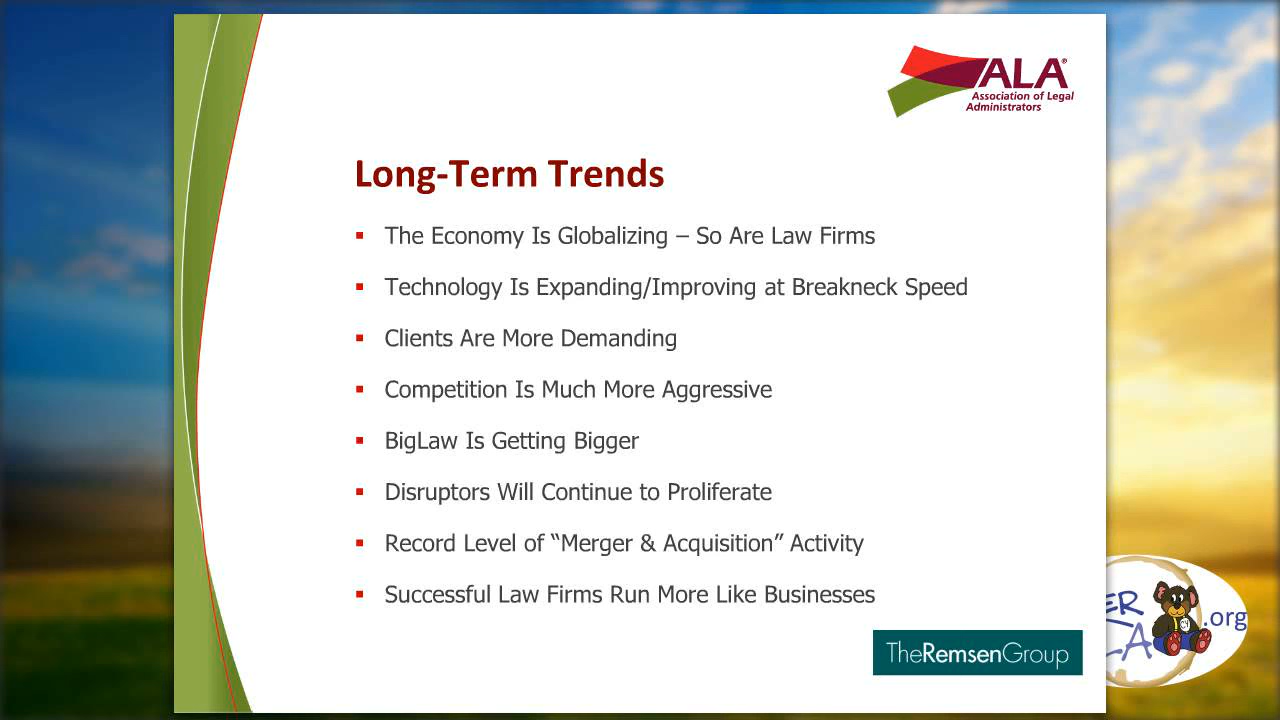 ALA®
Association of Legal
Administrators
Long-Term Trends
▪ The Economy Is Globalizing – So Are Law Firms
▪ Technology Is Expanding/Improving at Breakneck Speed
▪ Clients Are More Demanding
▪ Competition Is Much More Aggressive
▪ BigLaw Is Getting Bigger
▪ Disruptors Will Continue to Proliferate
▪ Record Level of “Merger & Acquisition” Activity
▪ Successful Law Firms Run More Like Businesses
ER
.org
TheRemsenGroup